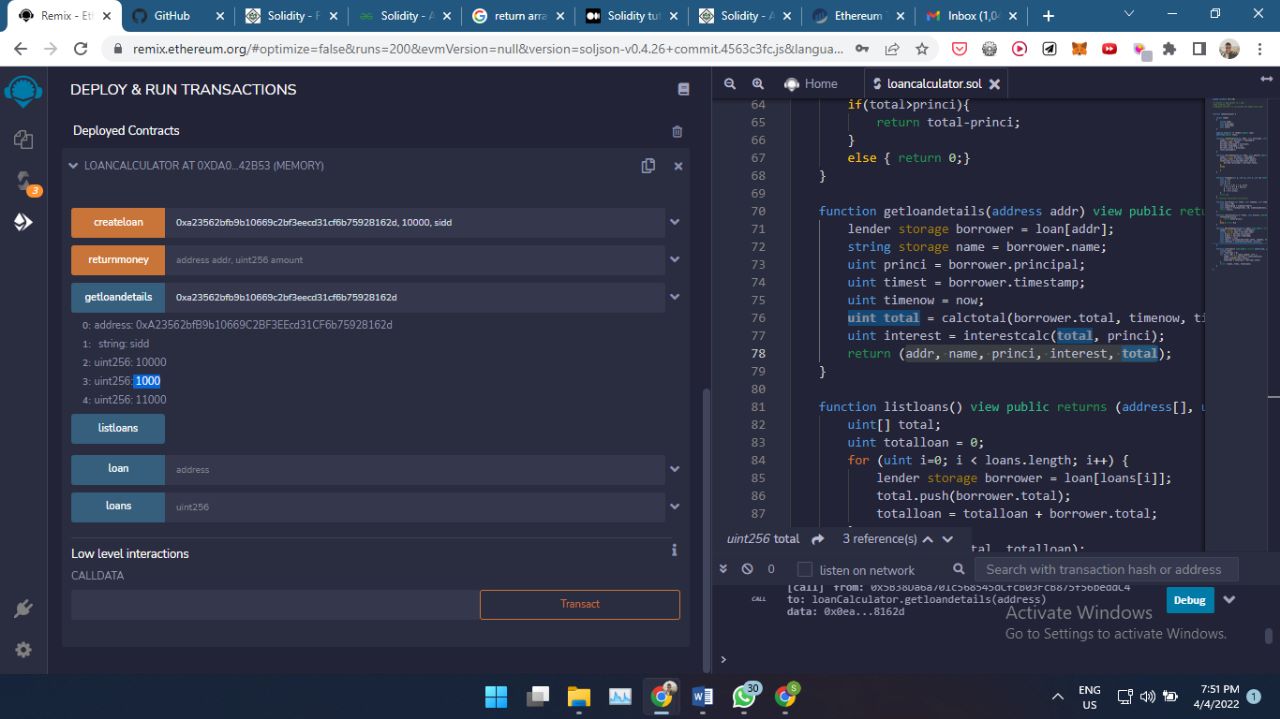 Remix - Et
GitHub
Solidity - F
Solidity - A
return arra
Solidity tut
Solidity - A
Ethereum
Inbox (1,04
remix.ethereum.org/#optimize=false&runs=200&evmVersion=null&version=soljson-v0.4.26+commit.4563c3fc.js&langua...
DEPLOY & RUN TRANSACTIONS
Deployed Contracts
LOANCALCULATOR AT 0XDA0...42B53 (MEMORY)
createloan 0xa23562bfb9b10669c2bf3eecd31cf6b75928162d, 10000, sidd
returnmoney address addr, uint256 amount
getloandetails 0xa23562bfb9b10669c2bf3eecd31cf6b75928162d
0: address: 0xA23562bfB9b10669C2BF3EEcd31CF6b75928162d
1: string: sidd
2: uint256: 10000
3: uint256: 1000
4: uint256: 11000
listloans
loan address
loans uint256
Low level interactions
CALLDATA
Transact
3
Home
loancalculator.sol
64 if(total>princi){
65 return total-princi;
66 }
67 else { return 0;}
68 }
69
70 function getloandetails(address addr) view public retu
71 lender storage borrower = loan[addr];
72 string storage name = borrower.name;
73 uint princi = borrower.principal;
74 uint timest = borrower.timestamp;
75 uint timenow = now;
76 uint total = calctotal(borrower.total, timenow, ti
77 uint interest = interestcalc(total, princi);
78 return (addr, name, princi, interest, total);
79 }
80
81 function listloans() view public returns (address[], u
82 uint[] total;
83 uint totalloan = 0;
84 for (uint i=0; i < loans.length; i++) {
85 lender storage borrower = loan[loans[i]];
86 total.push(borrower.total);
87 totalloan = totalloan + borrower.total;
tal, totalloan);
uint256 total 3 reference(s)
0 listen on network Search with transaction hash or address
CALL [call] from: 0x5B38Da6a701c568545dCfcB03FcB875f56beddC4
to: loanCalculator.getloandetails(address)
data: 0x0ea...8162d
Debug
>
Activate Windows
Go to Settings to activate Windows.
30
S
ENG
US
7:51 PM
4/4/2022
1